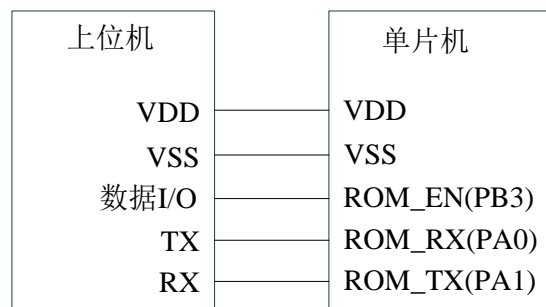 上位机 单片机
VDD VDD
VSS VSS
数据I/O ROM_EN(PB3)
TX ROM_RX(PA0)
RX ROM_TX(PA1)